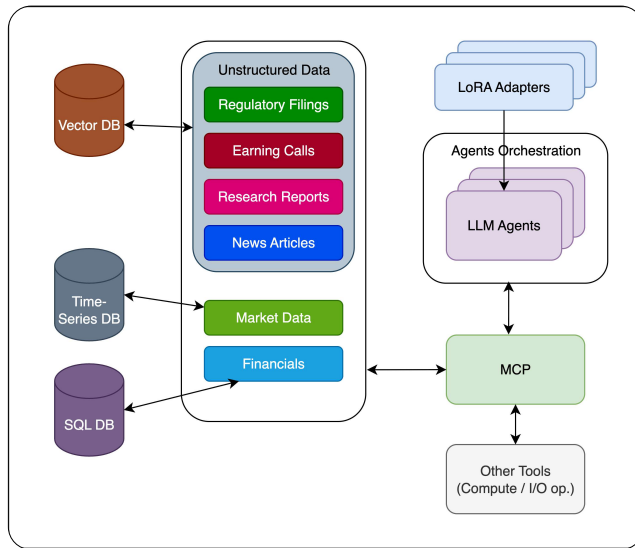 Unstructured Data
Regulatory Filings
Earning Calls
Research Reports
News Articles
Market Data
Financials
Vector DB
Time-
Series DB
SQL DB
LoRA Adapters
Agents Orchestration
LLM Agents
MCP
Other Tools
(Compute / I/O op.)